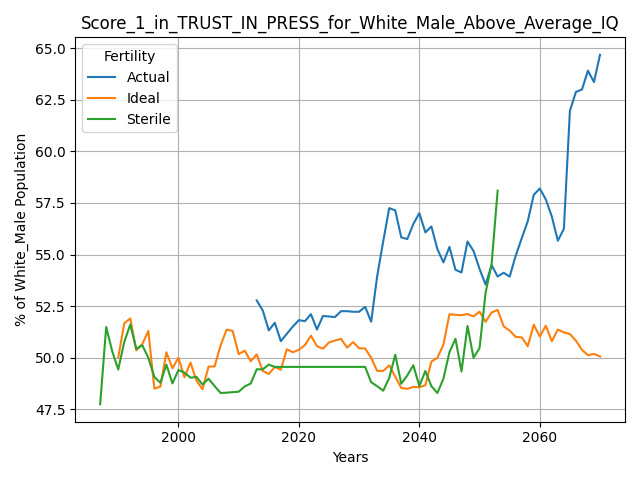 Score_1_in_TRUST_IN_PRESS_for_White_Male_Above_Average_IQ
Fertility
Actual
Ideal
Sterile
% of White_Male Population
65.0
62.5
60.0
57.5
55.0
52.5
50.0
47.5
2000
2020
2040
2060
Years